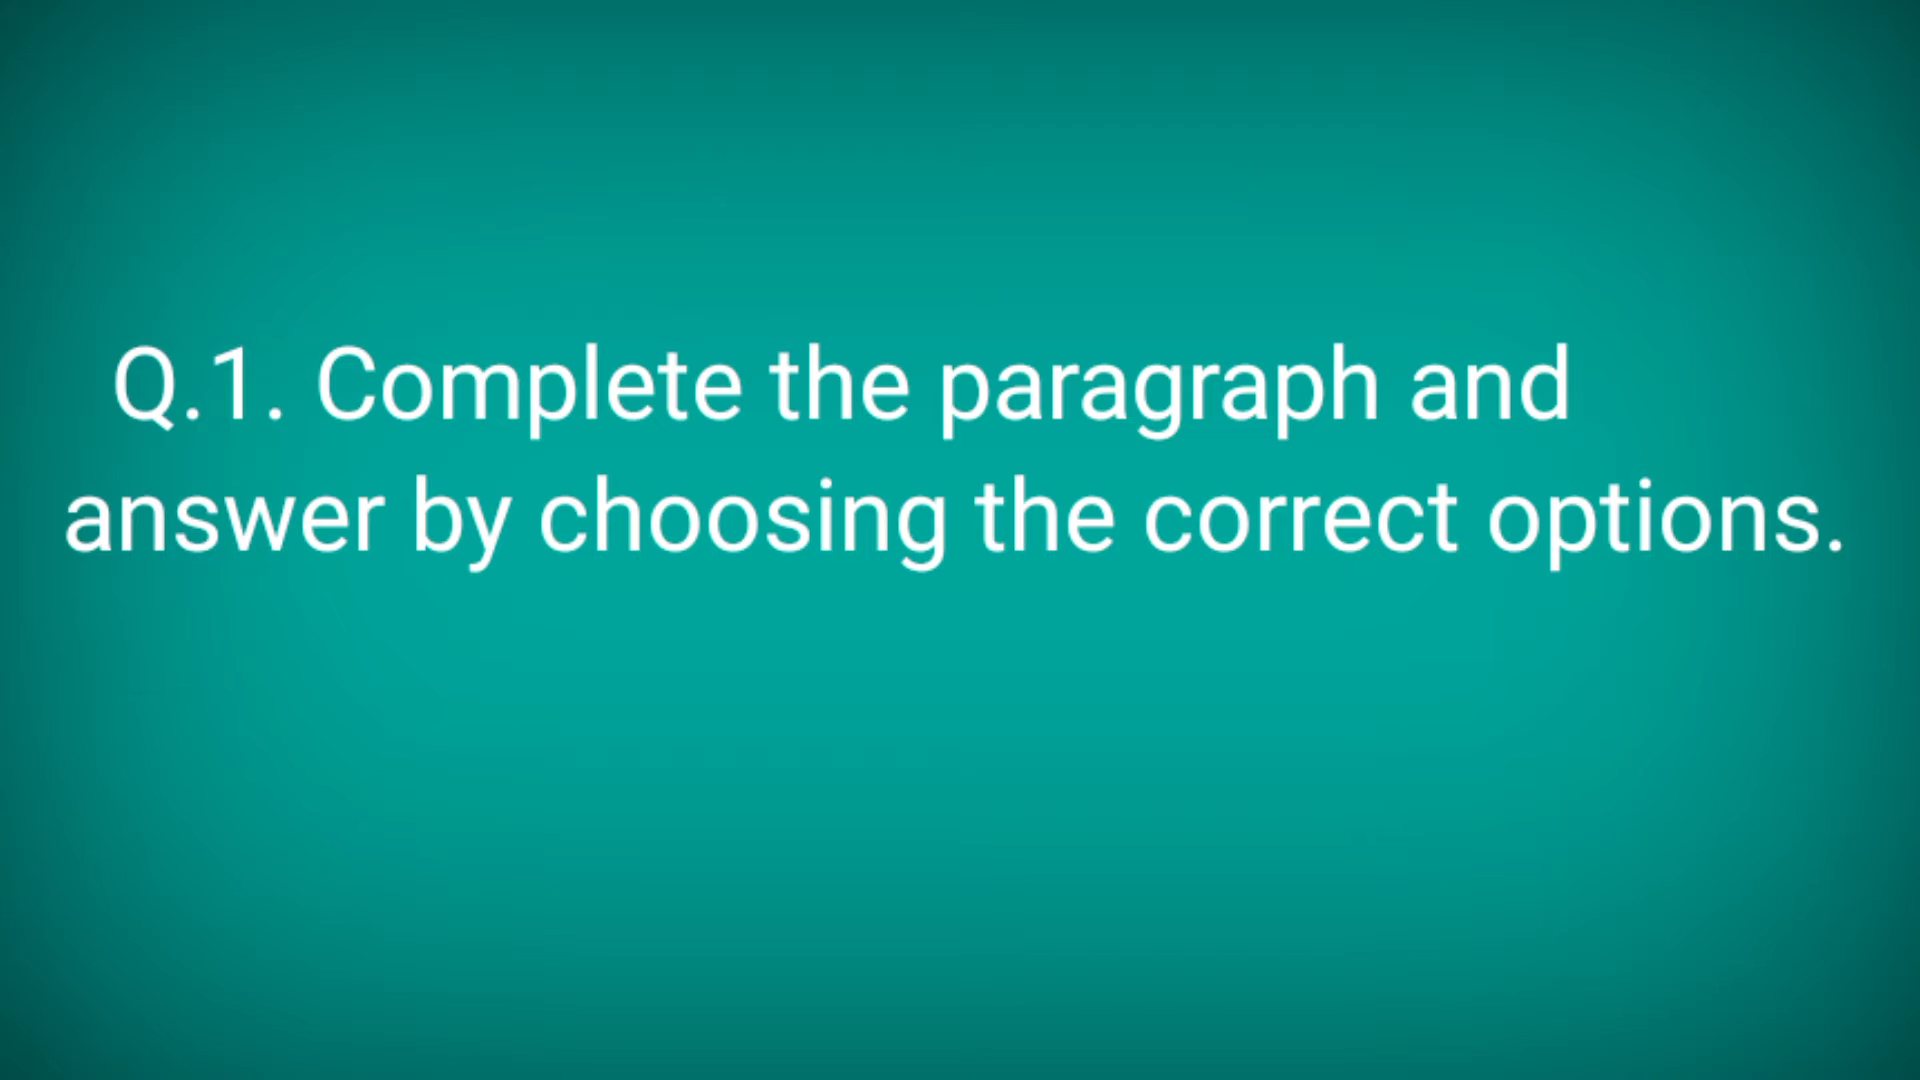 Q.1. Complete the paragraph and
answer by choosing the correct options.